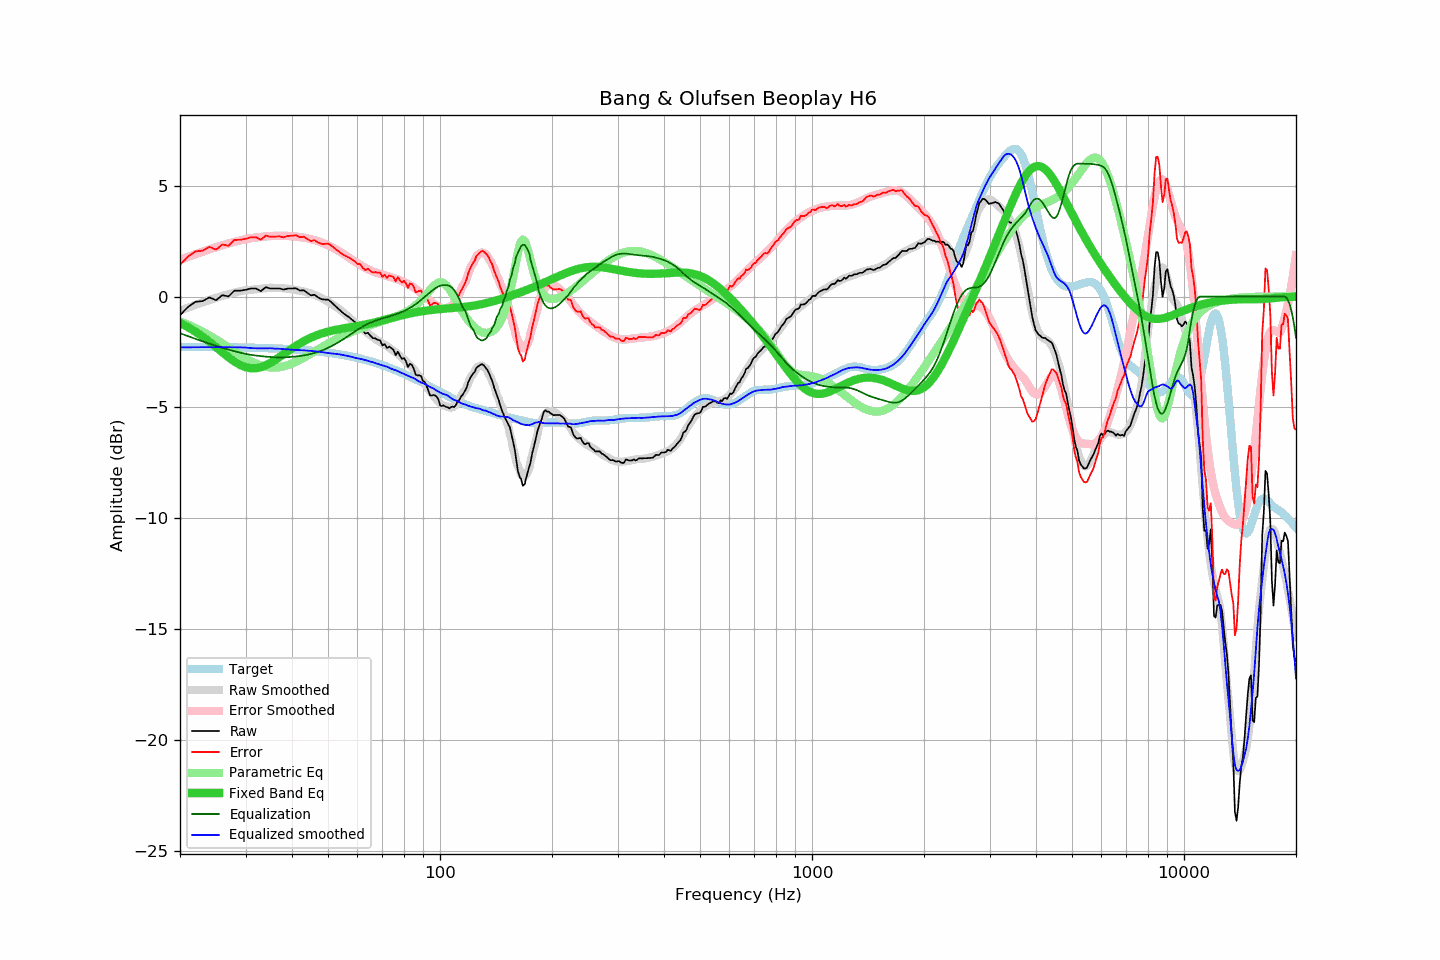 Bang & Olufsen Beoplay H6
Amplitude (dBr)
5
0
−5
−10
−15
−20
−25
Target
Raw Smoothed
Error Smoothed
Raw
Error
Parametric Eq
Fixed Band Eq
Equalization
Equalized smoothed
100
1000
10000
Frequency (Hz)